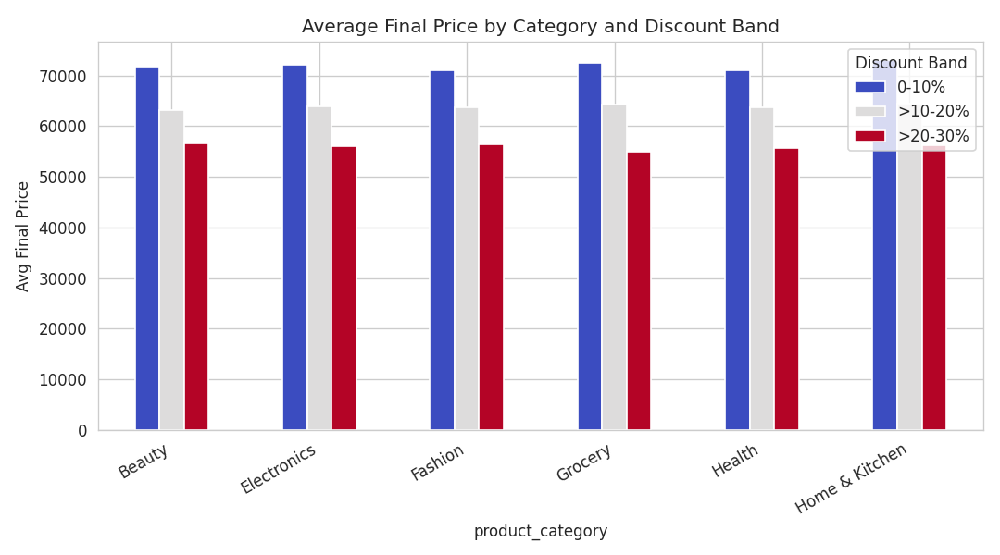 Average Final Price by Category and Discount Band
Discount Band
0-10%
>10-20%
>20-30%
70000
60000
50000
40000
30000
20000
10000
0
Avg Final Price
Beauty
Electronics
Fashion
Grocery
Health
Home & Kitchen
product_category